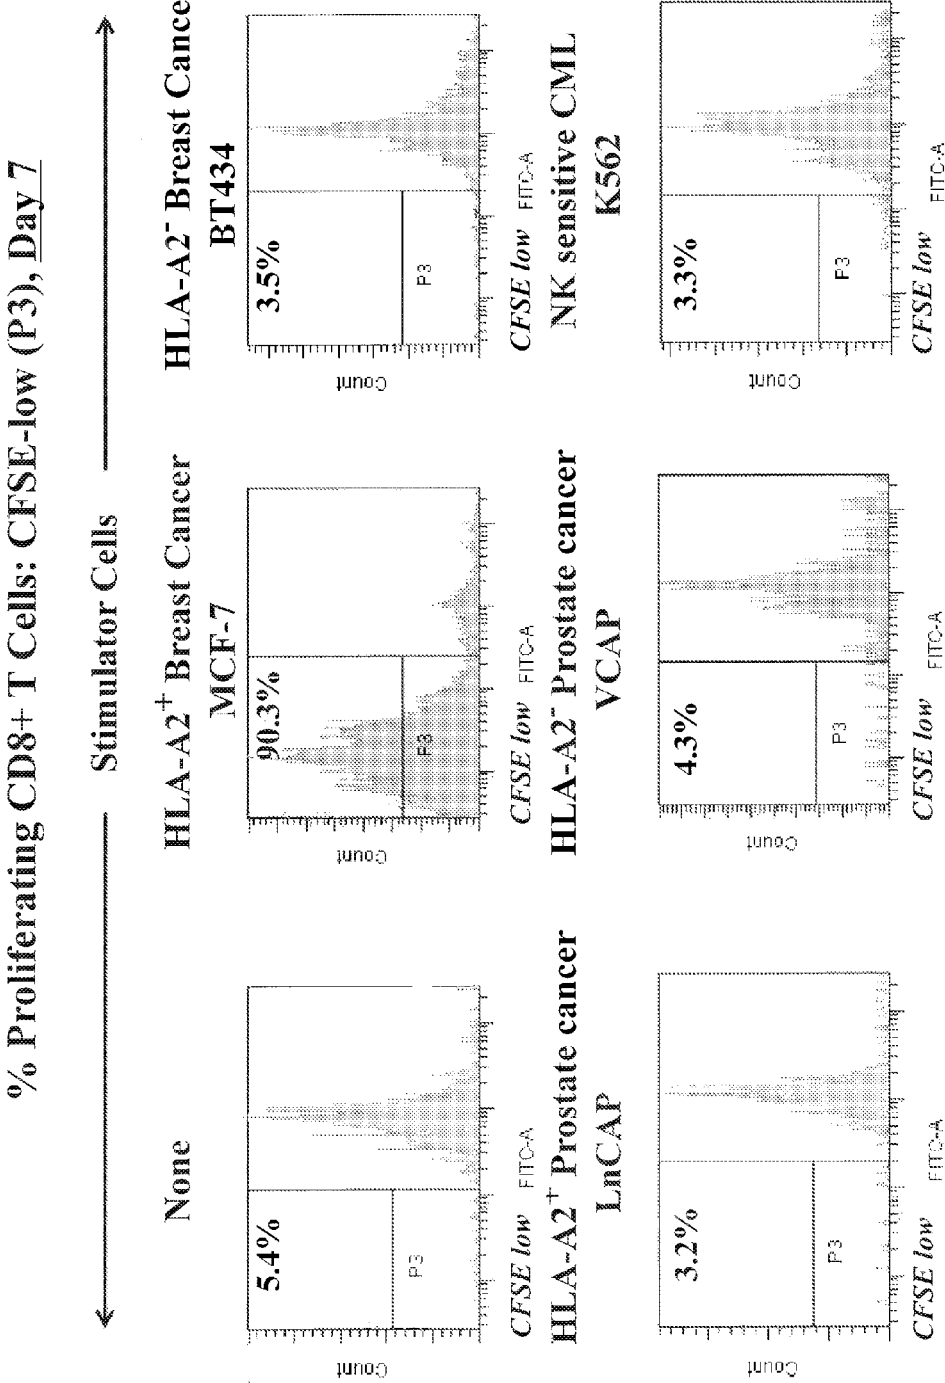 % Proliferating CD8+ T Cells: CFSE-low (P3), Day 7
Stimulator Cells
None
5.4%
P3
Count
CFSE low FITC-A
HLA-A2+ Breast Cancer
MCF-7
90.3%
P3
Count
CFSE low FITC-A
HLA-A2- Breast Cance
BT434
3.5%
P3
Count
CFSE low FITC-A
HLA-A2+ Prostate cancer
LnCAP
3.2%
P3
Count
CFSE low FITC-A
HLA-A2- Prostate cancer
VCAP
4.3%
P3
Count
CFSE low FITC-A
NK sensitive CML
K562
3.3%
P3
Count
CFSE low FITC-A